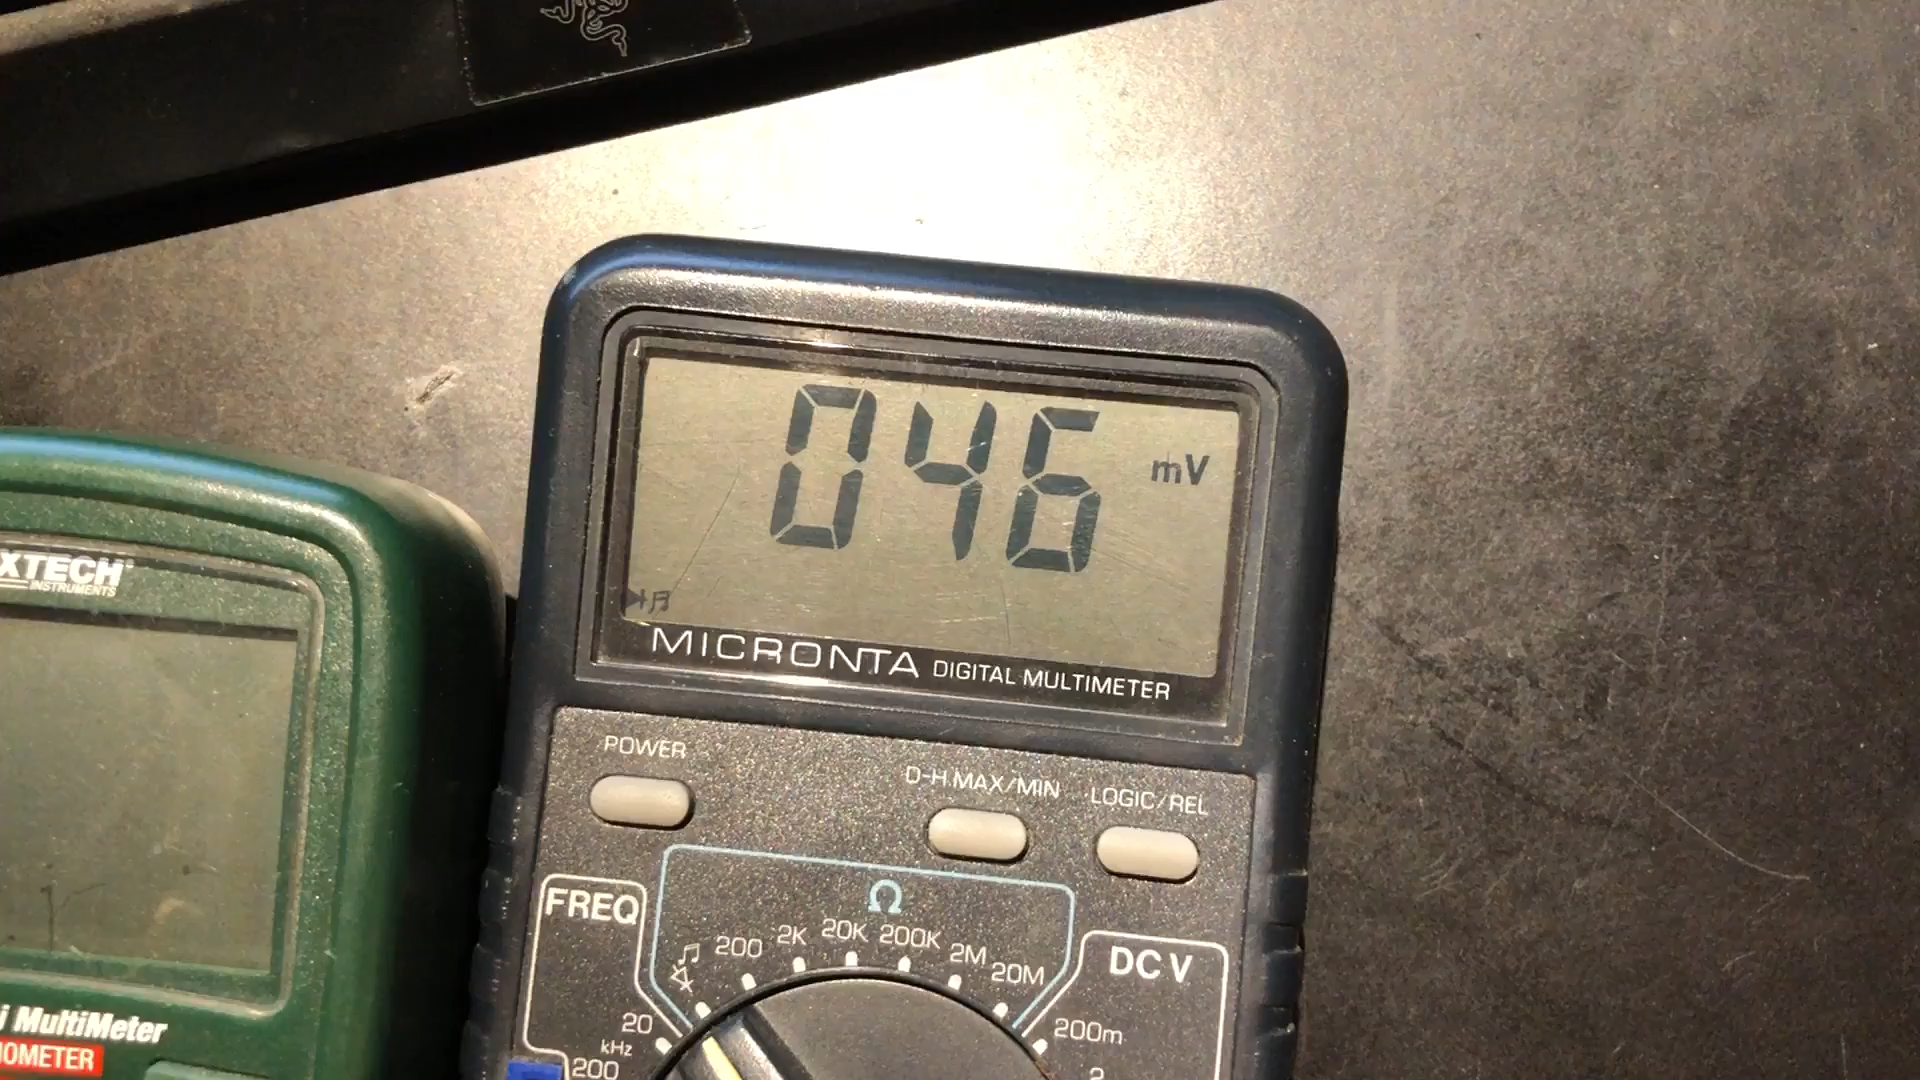 046 mV
MICRONTA DIGITAL MULTIMETER
XTECH
INSTRUMENTS
i MultiMeter
OMETER
POWER
D-H.MAX/MIN
LOGIC/REL
FREQ
Ω
DC V
200
2K
20K
200K
2M
20M
20
kHz
200
200m
2